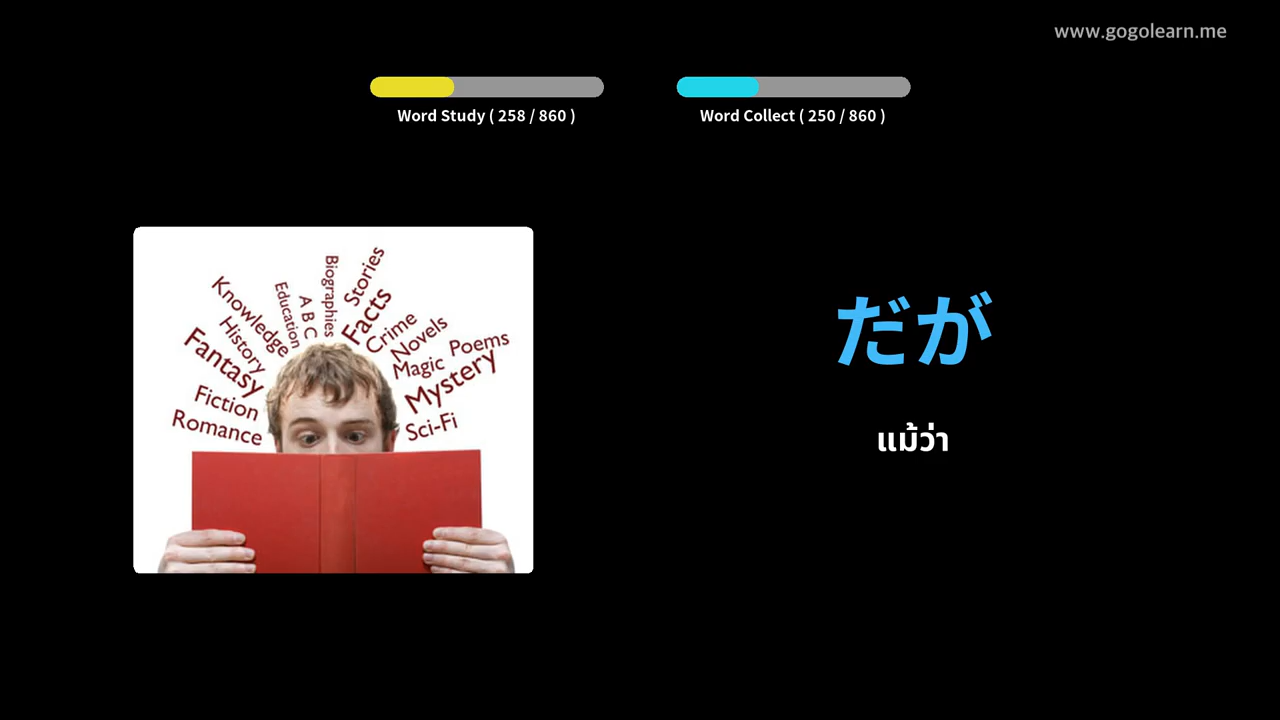 www.gogolearn.me
Word Study ( 258 / 860 )
Word Collect ( 250 / 860 )
Knowledge
History
Fantasy
Fiction
Romance
Education
A B C
Biographies
Stories
Facts
Crime
Novels
Magic
Poems
Mystery
Sci-Fi
だが
แม้ว่า